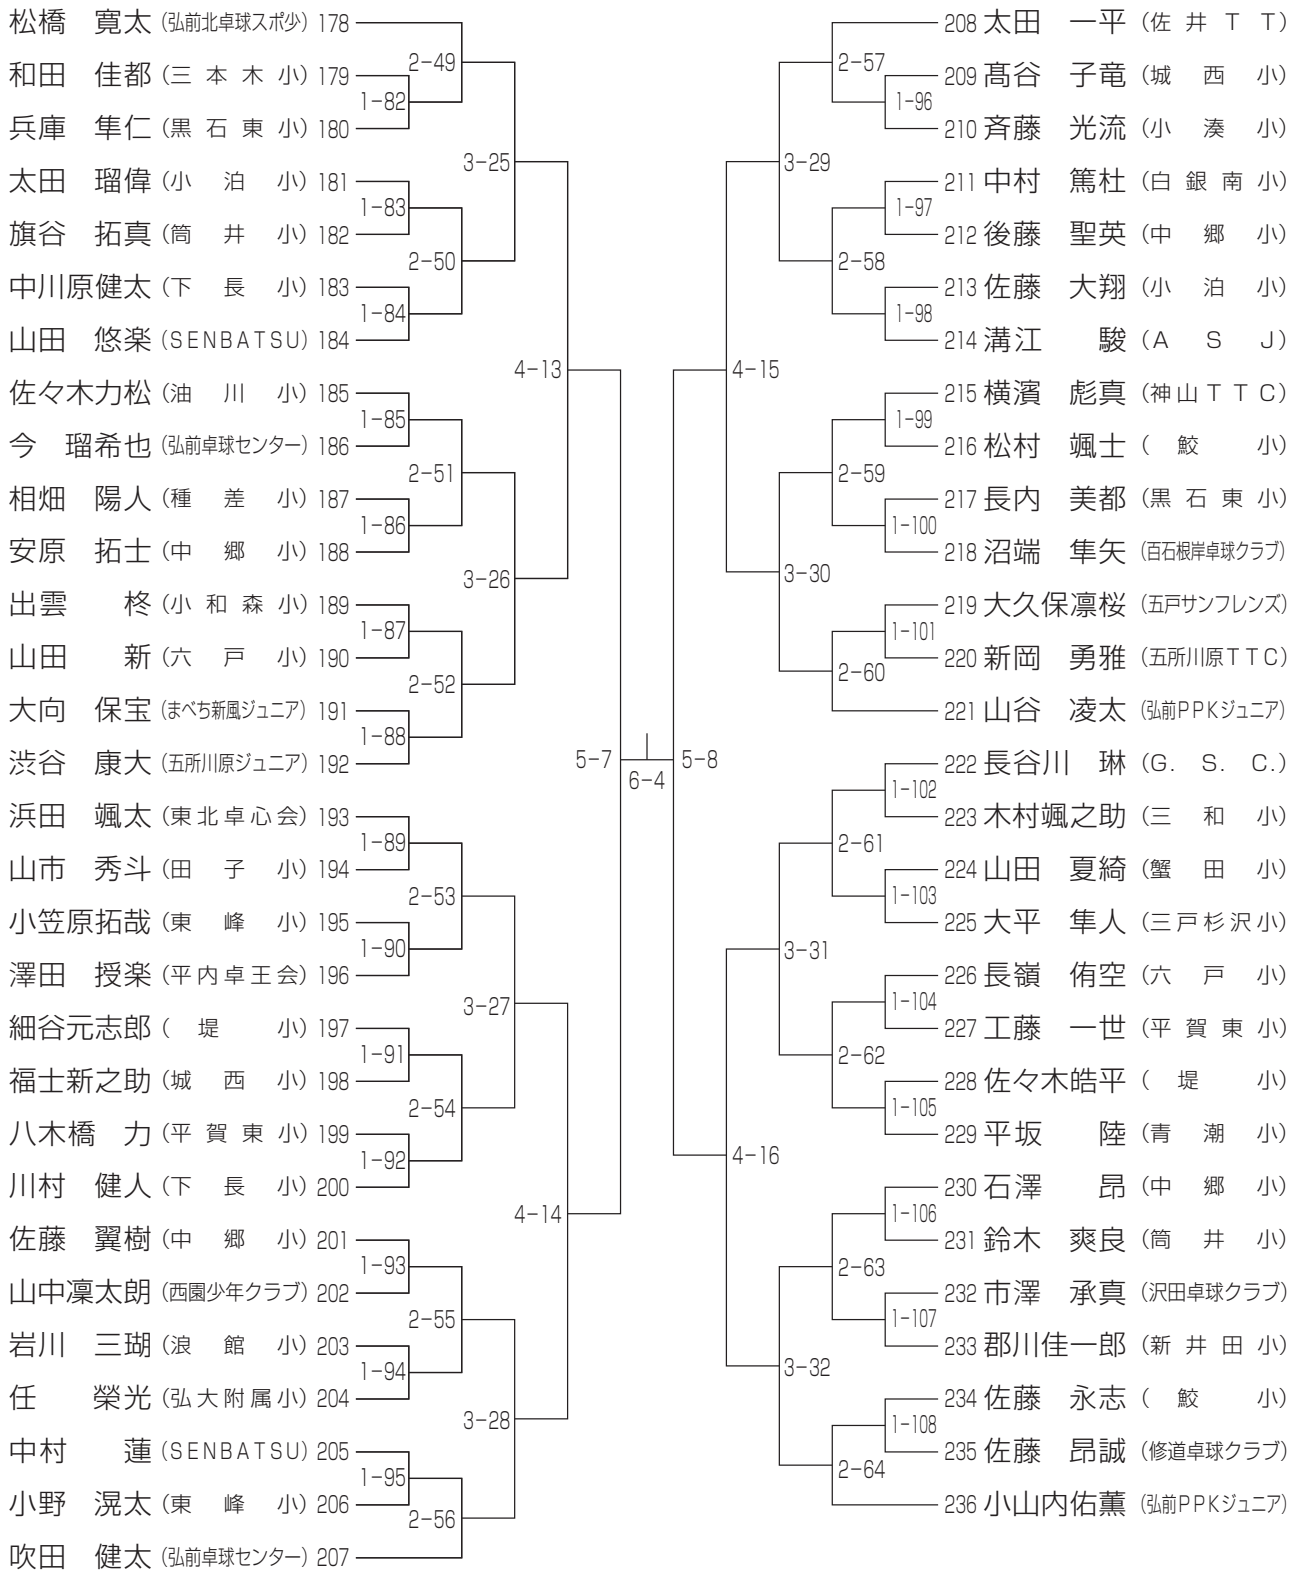 松橋　寛太 (弘前北卓球スポ少) 178
和田　佳都 (三本木小) 179
兵庫　隼仁 (黒石東小) 180
太田　瑠偉 (小泊小) 181
旗谷　拓真 (筒井小) 182
中川原健太 (下長小) 183
山田　悠楽 (SENBATSU) 184
佐々木力松 (油川小) 185
今　瑠希也 (弘前卓球センター) 186
相畑　陽人 (種差小) 187
安原　拓士 (中郷小) 188
出雲　　柊 (小和森小) 189
山田　　新 (六戸小) 190
大向　保宝 (まべち新風ジュニア) 191
渋谷　康大 (五所川原ジュニア) 192
浜田　颯太 (東北卓心会) 193
山市　秀斗 (田子小) 194
小笠原拓哉 (東峰小) 195
澤田　授楽 (平内卓王会) 196
細谷元志郎 (堤小) 197
福士新之助 (城西小) 198
八木橋　力 (平賀東小) 199
川村　健人 (下長小) 200
佐藤　翼樹 (中郷小) 201
山中凜太朗 (西園少年クラブ) 202
岩川　三瑚 (浪館小) 203
任　　榮光 (弘大附属小) 204
中村　　蓮 (SENBATSU) 205
小野　滉太 (東峰小) 206
吹田　健太 (弘前卓球センター) 207
1-82
1-83
1-84
1-85
1-86
1-87
1-88
1-89
1-90
1-91
1-92
1-93
1-94
1-95
2-49
2-50
2-51
2-52
2-53
2-54
2-55
2-56
3-25
3-26
3-27
3-28
4-13
4-14
5-7
6-4
5-8
4-15
4-16
3-29
3-30
3-31
3-32
2-57
2-58
2-59
2-60
2-61
2-62
2-63
2-64
1-96
1-97
1-98
1-99
1-100
1-101
1-102
1-103
1-104
1-105
1-106
1-107
1-108
208 太田　一平 (佐井TT)
209 髙谷　子竜 (城西小)
210 斉藤　光流 (小湊小)
211 中村　篤杜 (白銀南小)
212 後藤　聖英 (中郷小)
213 佐藤　大翔 (小泊小)
214 溝江　　駿 (ASJ)
215 横濱　彪真 (神山TTC)
216 松村　颯士 (鮫小)
217 長内　美都 (黒石東小)
218 沼端　隼矢 (百石根岸卓球クラブ)
219 大久保凛桜 (五戸サンフレンズ)
220 新岡　勇雅 (五所川原TTC)
221 山谷　凌太 (弘前PPKジュニア)
222 長谷川　琳 (G. S. C.)
223 木村颯之助 (三和小)
224 山田　夏綺 (蟹田小)
225 大平　隼人 (三戸杉沢小)
226 長嶺　侑空 (六戸小)
227 工藤　一世 (平賀東小)
228 佐々木皓平 (堤小)
229 平坂　　陸 (青潮小)
230 石澤　　昂 (中郷小)
231 鈴木　爽良 (筒井小)
232 市澤　承真 (沢田卓球クラブ)
233 郡川佳一郎 (新井田小)
234 佐藤　永志 (鮫小)
235 佐藤　昂誠 (修道卓球クラブ)
236 小山内佑薫 (弘前PPKジュニア)